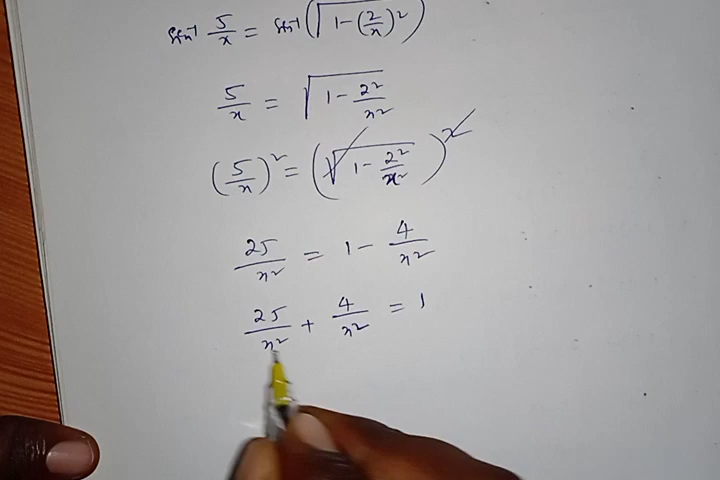 sin⁻¹ 5/x = sin⁻¹(√(1-(2/x)²))
5/x = √(1-2²/x²)
(5/x)² = (√(1-2²/x²))²
25/x² = 1 - 4/x²
25/x² + 4/x² = 1